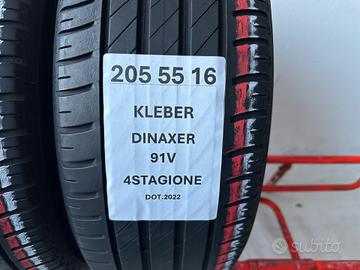 205 55 16
KLEBER
DINAXER
91V
4STAGIONE
DOT.2022
subito